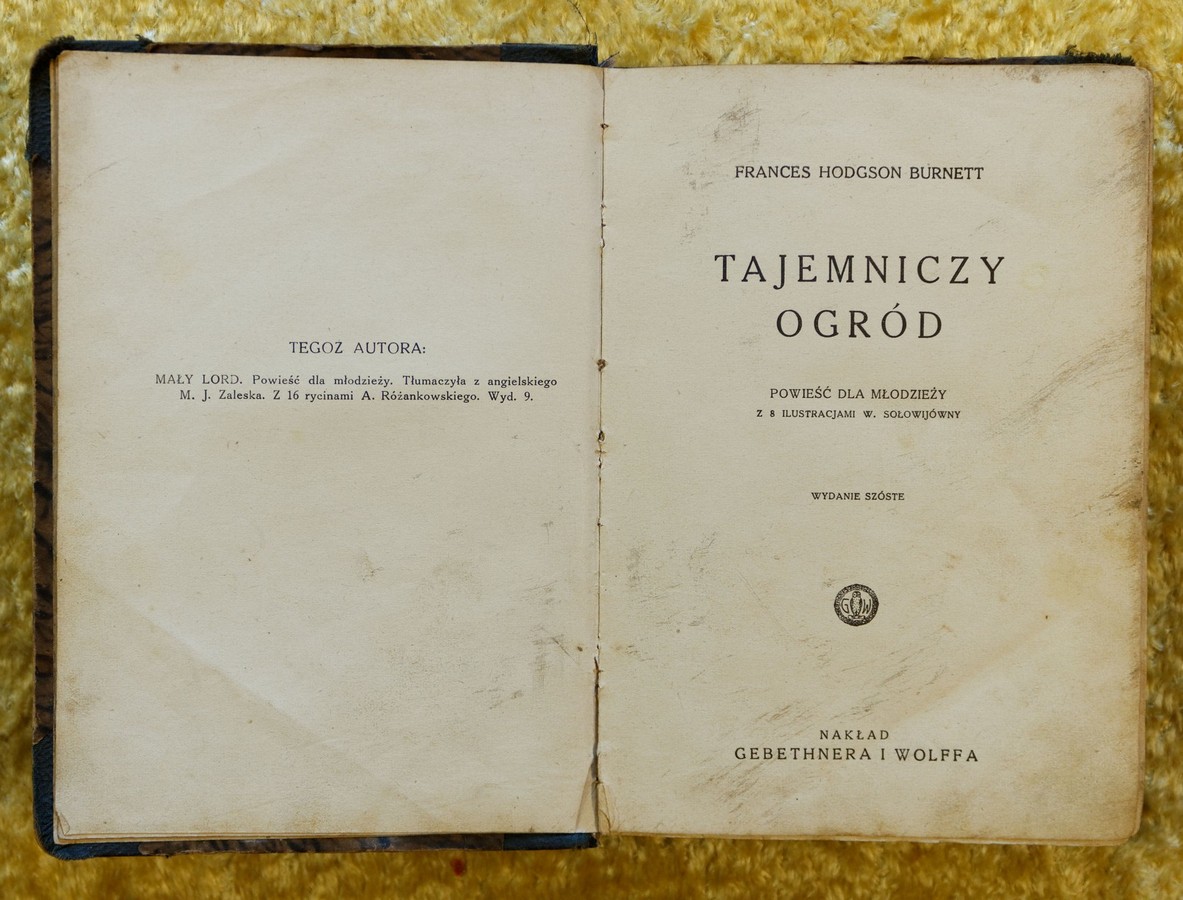 TEGOŻ AUTORA:
MAŁY LORD. Powieść dla młodzieży. Tłumaczyła z angielskiego
M. J. Zaleska. Z 16 rycinami A. Różankowskiego. Wyd. 9.
FRANCES HODGSON BURNETT
TAJEMNICZY
OGRÓD
POWIEŚĆ DLA MŁODZIEŻY
Z 8 ILUSTRACJAMI W. SOŁOWIJÓWNY
WYDANIE SZÓSTE
G W
NAKŁAD
GEBETHNERA I WOLFFA